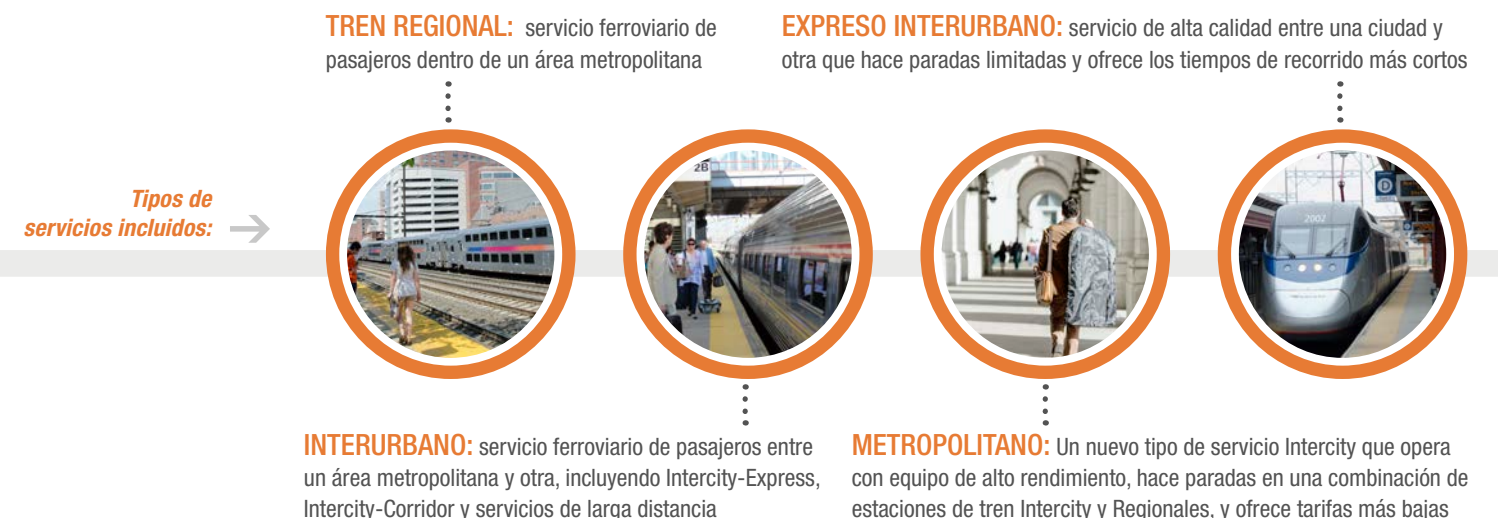 TREN REGIONAL: servicio ferroviario de
pasajeros dentro de un área metropolitana
EXPRESO INTERURBANO: servicio de alta calidad entre una ciudad y
otra que hace paradas limitadas y ofrece los tiempos de recorrido más cortos
Tipos de
servicios incluidos:
2B
D
2002
INTERURBANO: servicio ferroviario de pasajeros entre
un área metropolitana y otra, incluyendo Intercity-Express,
Intercity-Corridor y servicios de larga distancia
METROPOLITANO: Un nuevo tipo de servicio Intercity que opera
con equipo de alto rendimiento, hace paradas en una combinación de
estaciones de tren Intercity y Regionales, y ofrece tarifas más bajas